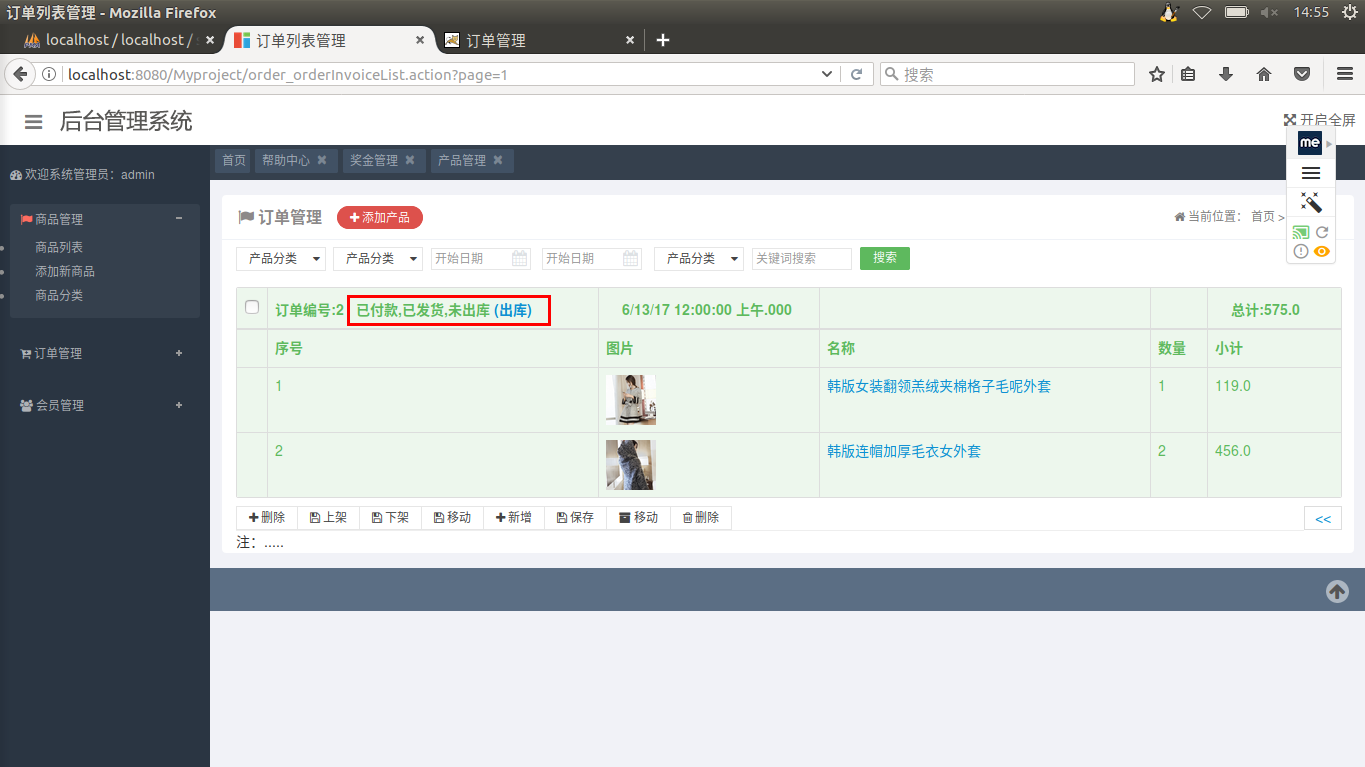 订单列表管理 - Mozilla Firefox
14:55
localhost / localhost /
订单列表管理
订单管理
localhost:8080/Myproject/order_orderInvoiceList.action?page=1
搜索
后台管理系统
开启全屏
me
首页
帮助中心
奖金管理
产品管理
欢迎系统管理员：admin
商品管理
商品列表
添加新商品
商品分类
订单管理
会员管理
订单管理
添加产品
当前位置： 首页 >
产品分类
产品分类
开始日期
开始日期
产品分类
关键词搜索
搜索
订单编号:2 已付款,已发货,未出库 (出库) 6/13/17 12:00:00 上午.000 总计:575.0
序号 图片 名称 数量 小计
1 韩版女装翻领羔绒夹棉格子毛呢外套 1 119.0
2 韩版连帽加厚毛衣女外套 2 456.0
删除 上架 下架 移动 新增 保存 移动 删除
<<
注：.....